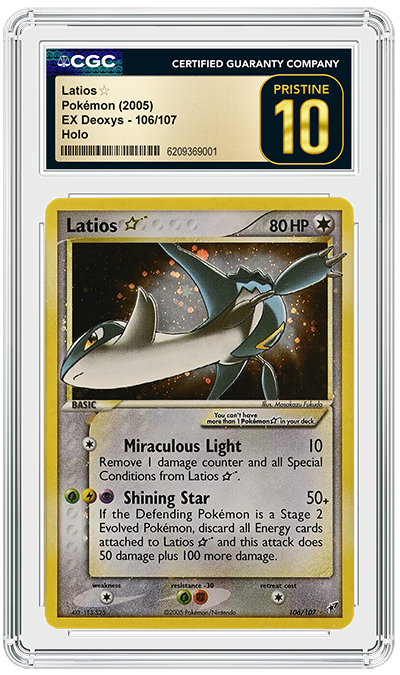 CGC
CERTIFIED GUARANTY COMPANY
Latios☆
Pokémon (2005)
EX Deoxys - 106/107
Holo
6209369001
PRISTINE
10
Latios ☆
80 HP
BASIC
Illus. Masakazu Fukuda
You can't have
more than 1 Pokémon☆ in your deck.
Miraculous Light 10
Remove 1 damage counter and all Special
Conditions from Latios ☆.
Shining Star 50+
If the Defending Pokémon is a Stage 2
Evolved Pokémon, discard all Energy cards
attached to Latios ☆ and this attack does
50 damage plus 100 more damage.
weakness resistance -30 retreat cost
©2005 Pokémon/Nintendo
106/107